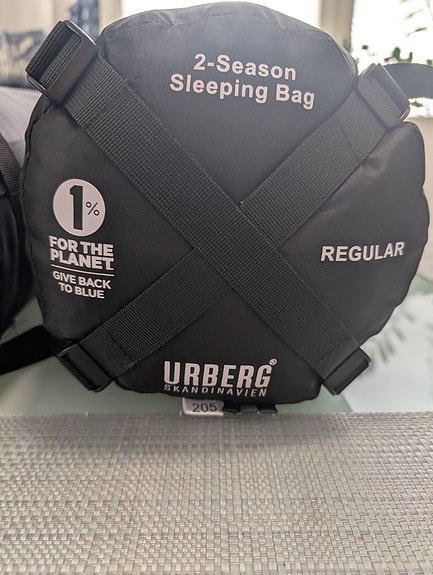 2-Season
Sleeping Bag
1%
FOR THE
PLANET
GIVE BACK
TO BLUE
REGULAR
URBERG®
SKANDINAVIEN
205